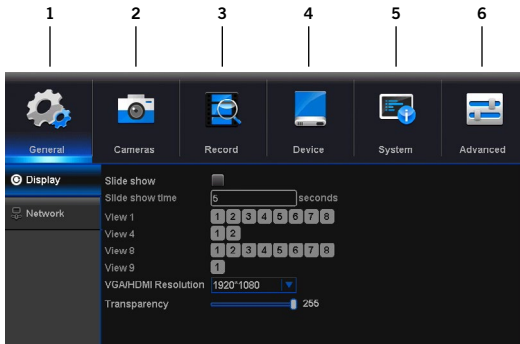 1 2 3 4 5 6
General Cameras Record Device System Advanced
Display
Network
Slide show
Slide show time 5 seconds
View 1 1 2 3 4 5 6 7 8
View 4 1 2
View 8 1 2 3 4 5 6 7 8
View 9 1
VGA/HDMI Resolution 1920*1080
Transparency 255